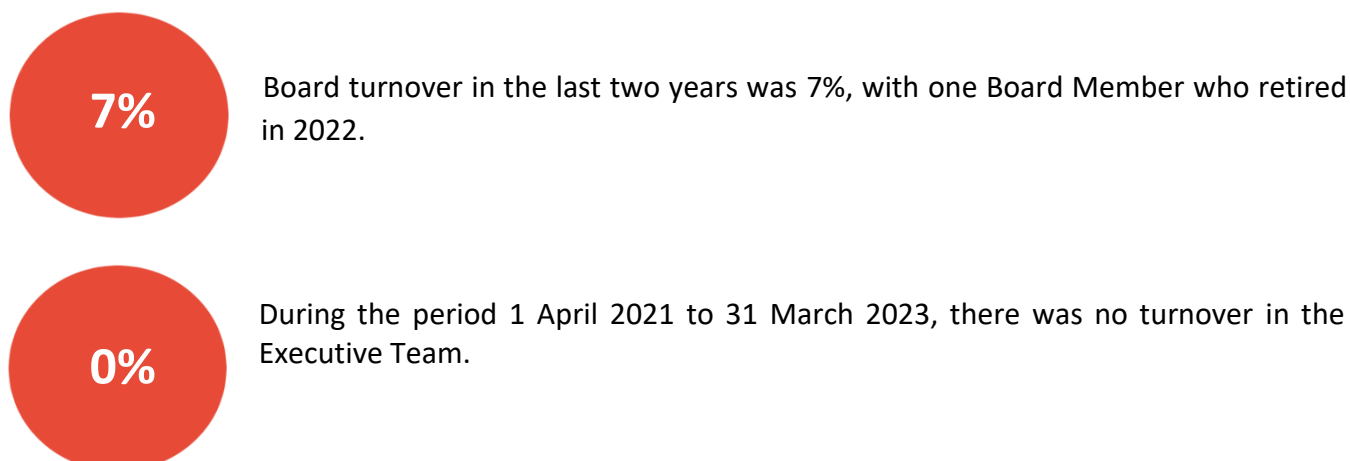 7%
Board turnover in the last two years was 7%, with one Board Member who retired
in 2022.
0%
During the period 1 April 2021 to 31 March 2023, there was no turnover in the
Executive Team.